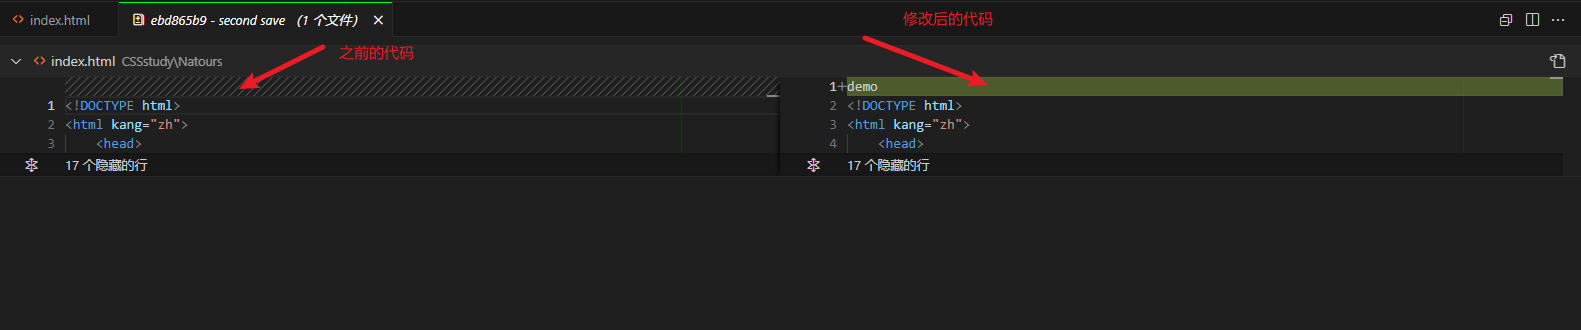 index.html
ebd865b9 - second save （1 个文件）
修改后的代码
之前的代码
index.html CSSstudy\Natours
1 <!DOCTYPE html>
2 <html kang="zh">
3 <head>
17 个隐藏的行
1+ demo
2 <!DOCTYPE html>
3 <html kang="zh">
4 <head>
17 个隐藏的行